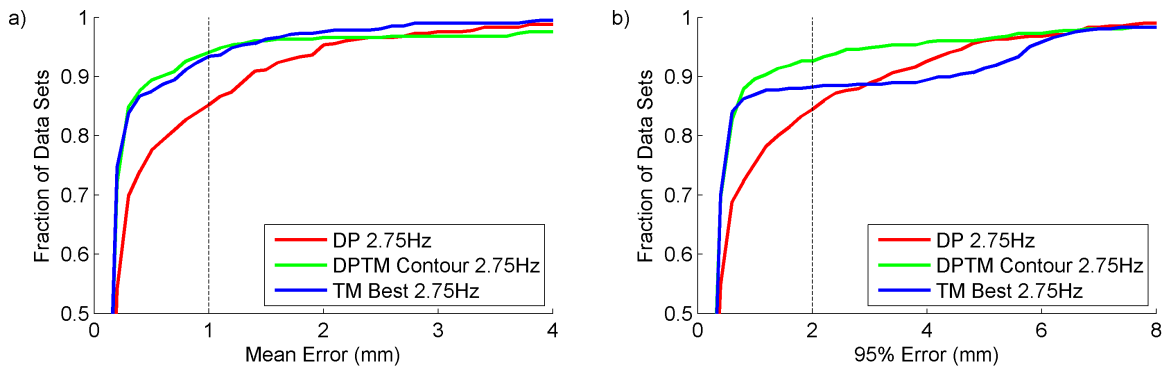 a)
Fraction of Data Sets
1
0.9
0.8
0.7
0.6
0.5
0 1 2 3 4
Mean Error (mm)
DP 2.75Hz
DPTM Contour 2.75Hz
TM Best 2.75Hz
b)
Fraction of Data Sets
1
0.9
0.8
0.7
0.6
0.5
0 2 4 6 8
95% Error (mm)
DP 2.75Hz
DPTM Contour 2.75Hz
TM Best 2.75Hz